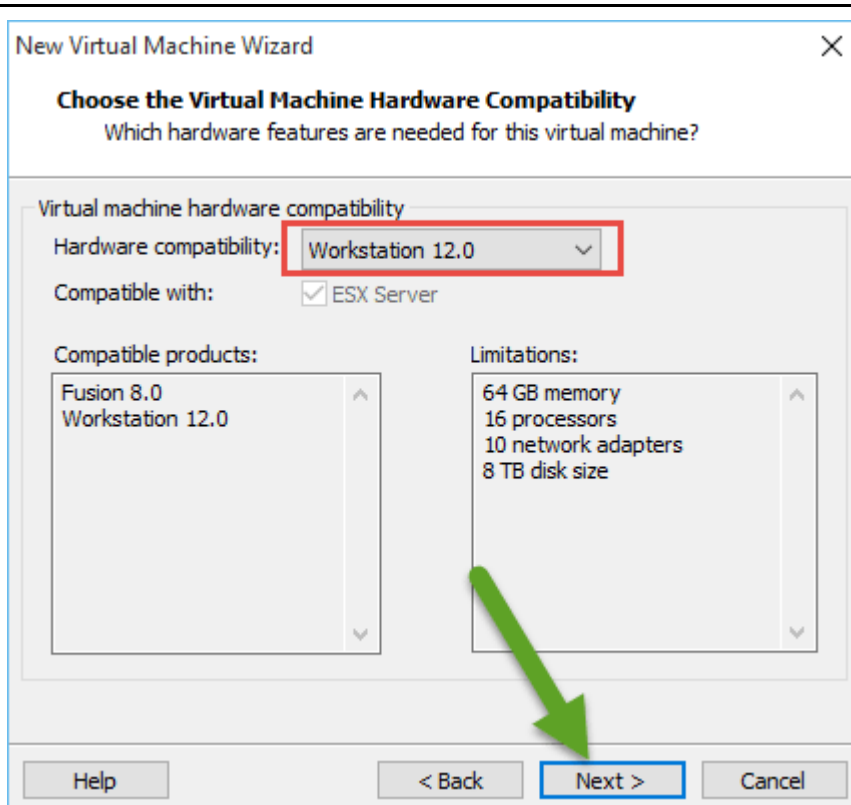 New Virtual Machine Wizard
Choose the Virtual Machine Hardware Compatibility
Which hardware features are needed for this virtual machine?
Virtual machine hardware compatibility
Hardware compatibility: Workstation 12.0
Compatible with: ESX Server
Compatible products:
Fusion 8.0
Workstation 12.0
Limitations:
64 GB memory
16 processors
10 network adapters
8 TB disk size
Help < Back Next > Cancel